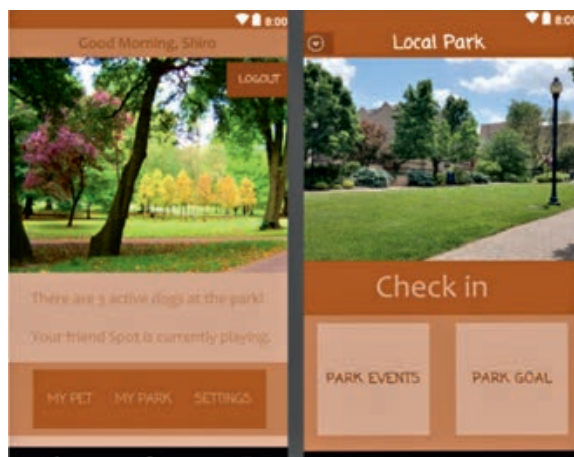 8:00
Good Morning, Shiro
LOGOUT
There are 3 active dogs at the park!
Your friend Spot is currently playing.
MY PET MY PARK SETTINGS
8:00
Local Park
Check in
PARK EVENTS PARK GOAL